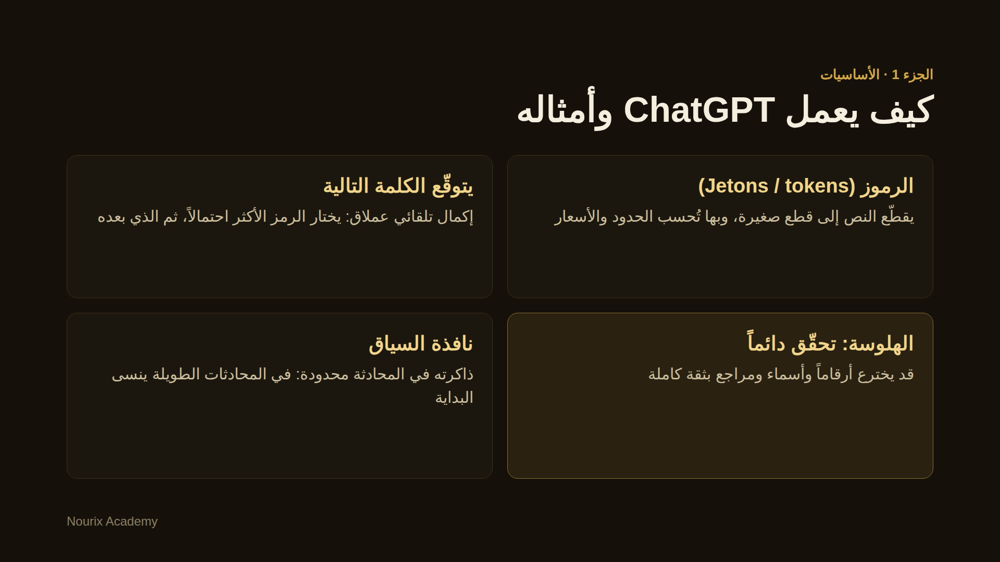 الجزء 1 · الأساسيات
كيف يعمل ChatGPT وأمثاله
الرموز (Jetons / tokens)
يقطّع النص إلى قطع صغيرة، وبها تُحسب الحدود والأسعار
يتوقّع الكلمة التالية
إكمال تلقائي عملاق: يختار الرمز الأكثر احتمالاً، ثم الذي بعده
الهلوسة: تحقّق دائماً
قد يخترع أرقاماً وأسماء ومراجع بثقة كاملة
نافذة السياق
ذاكرته في المحادثة محدودة: في المحادثات الطويلة ينسى
البداية
Nourix Academy